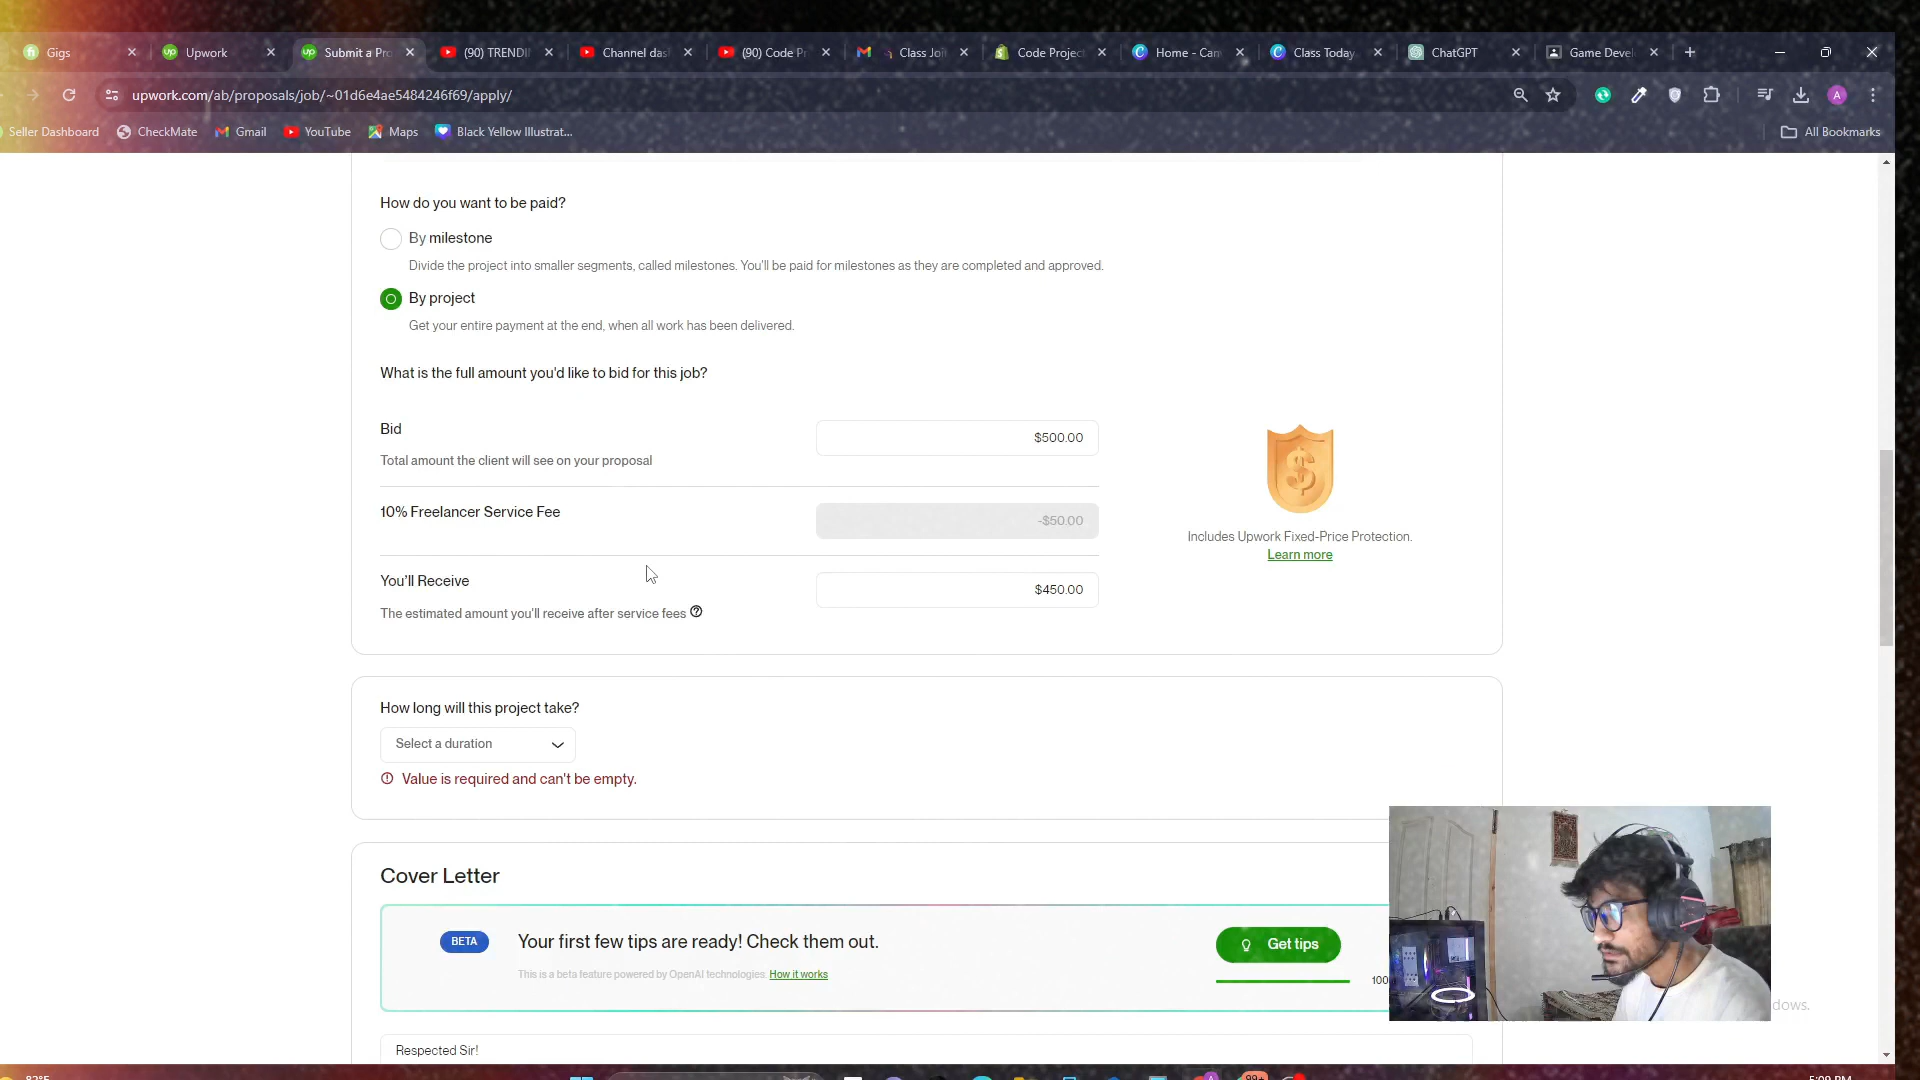 Gigs
Upwork
Submit a Pro
(90) TRENDI
Channel das
(90) Code Pr
Class Joi
Code Project
Home - Can
Class Today
ChatGPT
Game Devel
upwork.com/ab/proposals/job/~01d6e4ae5484246f69/apply/
Seller Dashboard
CheckMate
Gmail
YouTube
Maps
Black Yellow Illustrat...
All Bookmarks
How do you want to be paid?
By milestone
Divide the project into smaller segments, called milestones. You'll be paid for milestones as they are completed and approved.
By project
Get your entire payment at the end, when all work has been delivered.
What is the full amount you'd like to bid for this job?
Bid
$500.00
Total amount the client will see on your proposal
10% Freelancer Service Fee
-$50.00
Includes Upwork Fixed-Price Protection.
Learn more
You'll Receive
$450.00
The estimated amount you'll receive after service fees
How long will this project take?
Select a duration
Value is required and can't be empty.
Cover Letter
BETA
Your first few tips are ready! Check them out.
Get tips
This is a beta feature powered by OpenAI technologies. How it works
100
dows.
Respected Sir!
82°F
99+
5:09 PM